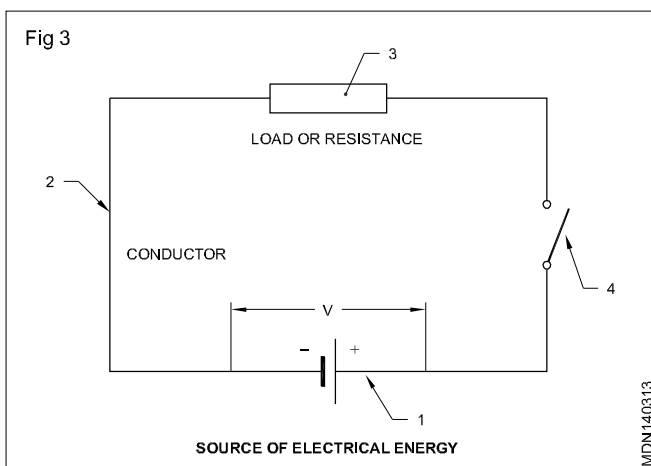 Fig 3
3
LOAD OR RESISTANCE
2
CONDUCTOR
4
V
- +
1
SOURCE OF ELECTRICAL ENERGY
MDN140313